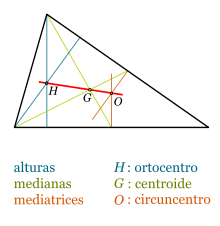 H
G
O
alturas H : ortocentro
medianas G : centroide
mediatrices O : circuncentro